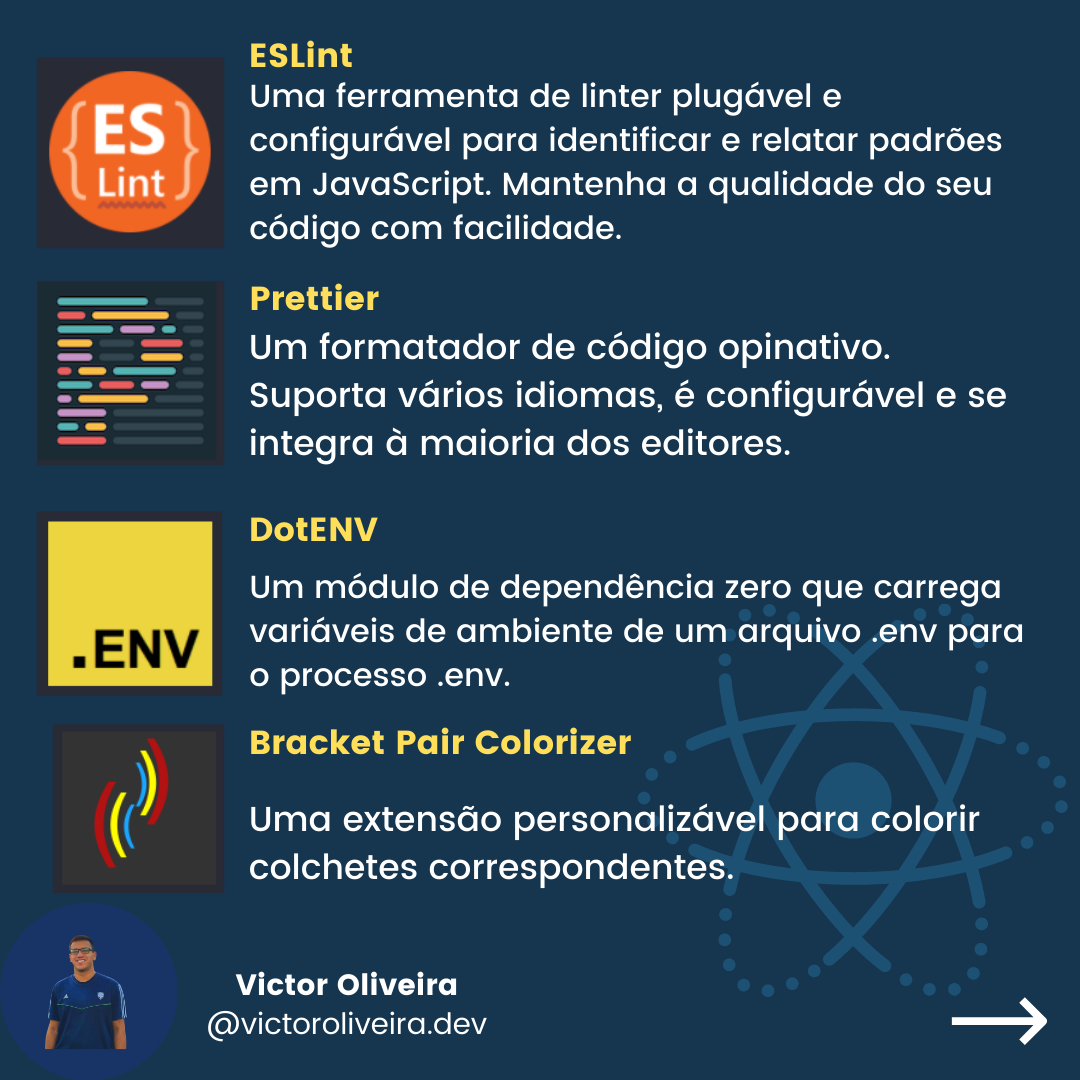 ESLint
ES
Lint
Uma ferramenta de linter plugável e
configurável para identificar e relatar padrões
em JavaScript. Mantenha a qualidade do seu
código com facilidade.
Prettier
Um formatador de código opinativo.
Suporta vários idiomas, é configurável e se
integra à maioria dos editores.
DotENV
.ENV
Um módulo de dependência zero que carrega
variáveis de ambiente de um arquivo .env para
o processo .env.
Bracket Pair Colorizer
Uma extensão personalizável para colorir
colchetes correspondentes.
Victor Oliveira
@victoroliveira.dev